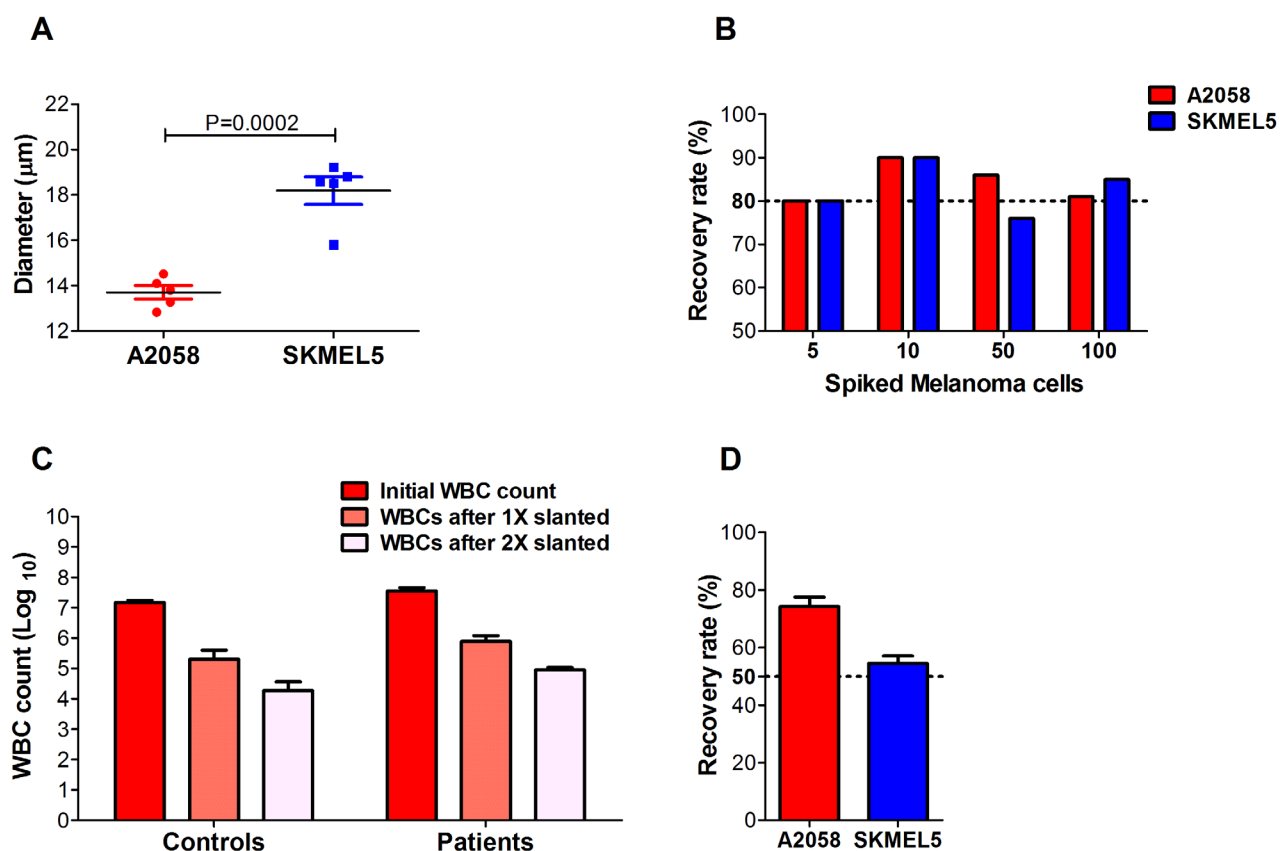 A
22
20
18
16
14
12
Diameter (µm)
P=0.0002
A2058
SKMEL5
B
A2058
SKMEL5
100
90
80
70
60
50
Recovery rate (%)
5
10
50
100
Spiked Melanoma cells
C
Initial WBC count
WBCs after 1X slanted
WBCs after 2X slanted
10
9
8
7
6
5
4
3
2
1
0
WBC count (Log 10)
Controls
Patients
D
100
80
60
50
40
20
0
Recovery rate (%)
A2058
SKMEL5